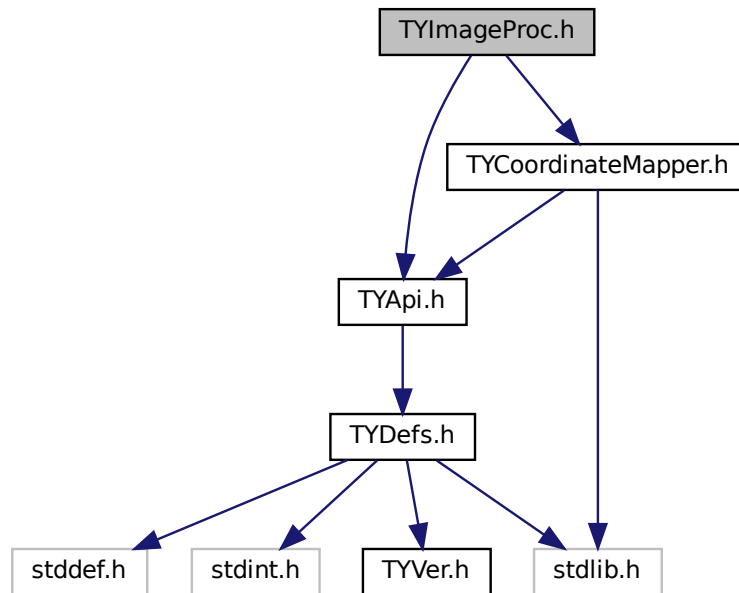 TYImageProc.h
TYCoordinateMapper.h
TYApi.h
TYDefs.h
stddef.h
stdint.h
TYVer.h
stdlib.h